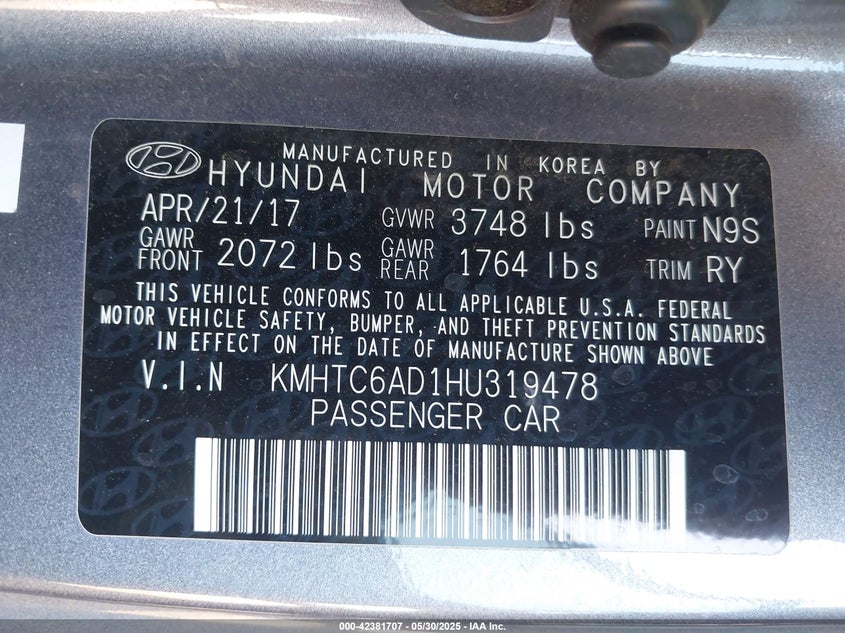 MANUFACTURED IN KOREA BY
HYUNDAI MOTOR COMPANY
APR/21/17 GVWR 3748 lbs PAINT N9S
GAWR FRONT 2072 lbs GAWR REAR 1764 lbs TRIM RY
THIS VEHICLE CONFORMS TO ALL APPLICABLE U.S.A. FEDERAL
MOTOR VEHICLE SAFETY, BUMPER, AND THEFT PREVENTION STANDARDS
IN EFFECT ON THE DATE OF MANUFACTURE SHOWN ABOVE
V.I.N KMHTC6AD1HU319478
PASSENGER CAR
000-42381707 - 05/30/2025 - IAA Inc.